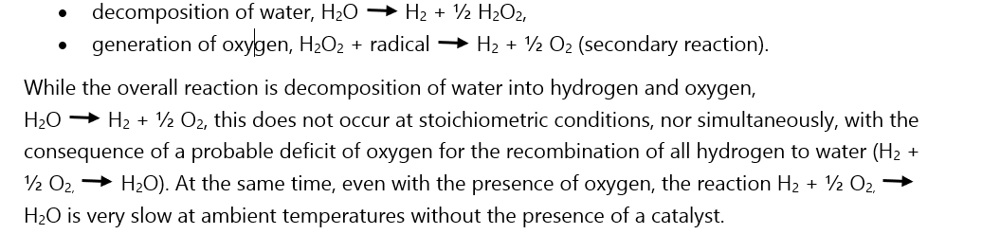 • decomposition of water, H₂O → H₂ + ½ H₂O₂,
• generation of oxygen, H₂O₂ + radical → H₂ + ½ O₂ (secondary reaction).
While the overall reaction is decomposition of water into hydrogen and oxygen,
H₂O → H₂ + ½ O₂, this does not occur at stoichiometric conditions, nor simultaneously, with the
consequence of a probable deficit of oxygen for the recombination of all hydrogen to water (H₂ +
½ O₂, → H₂O). At the same time, even with the presence of oxygen, the reaction H₂ + ½ O₂, →
H₂O is very slow at ambient temperatures without the presence of a catalyst.